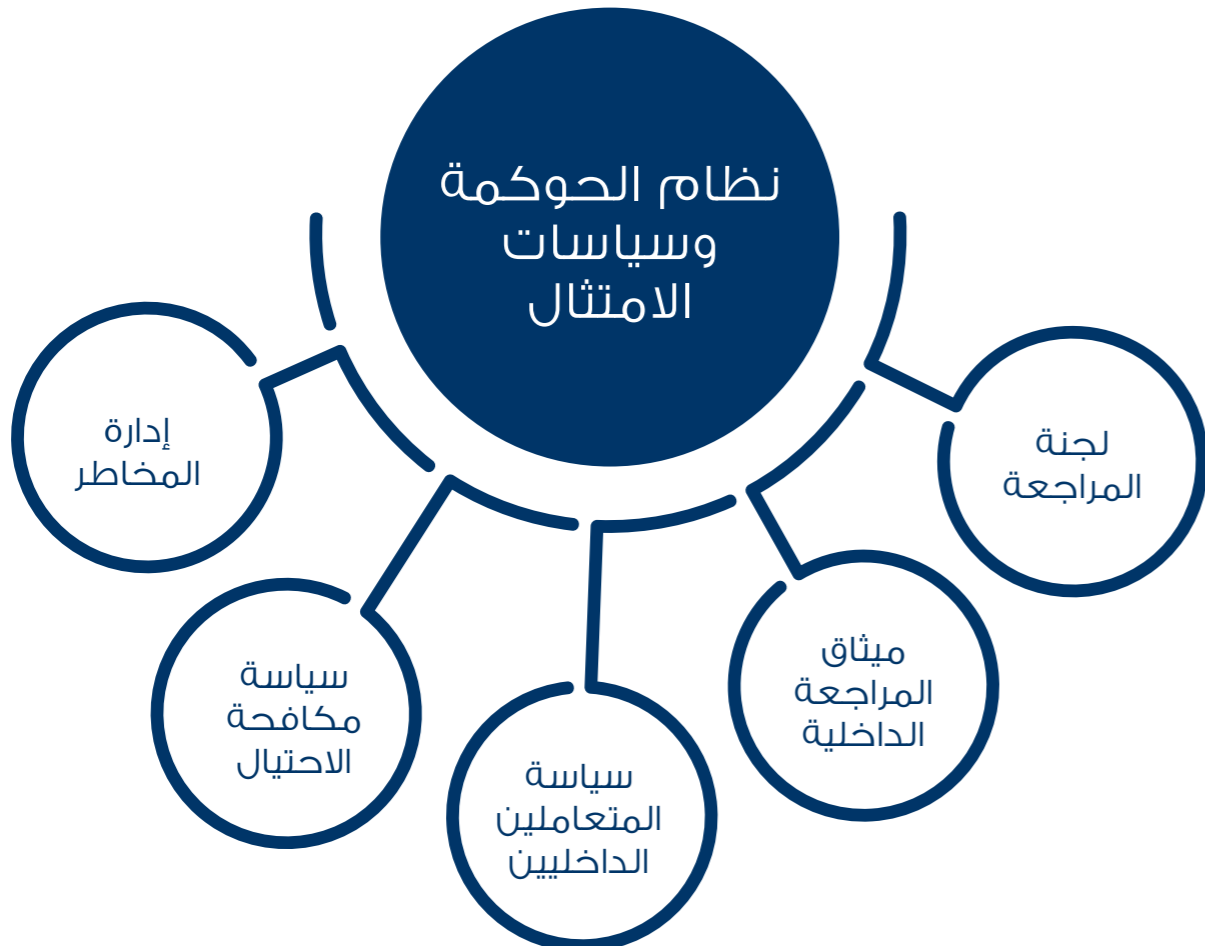 نظام الحوكمة
وسياسات
الامتثال
لجنة
المراجعة
ميثاق
المراجعة
الداخلية
سياسة
المتعاملين
الداخليين
سياسة
مكافحة
الاحتيال
إدارة
المخاطر